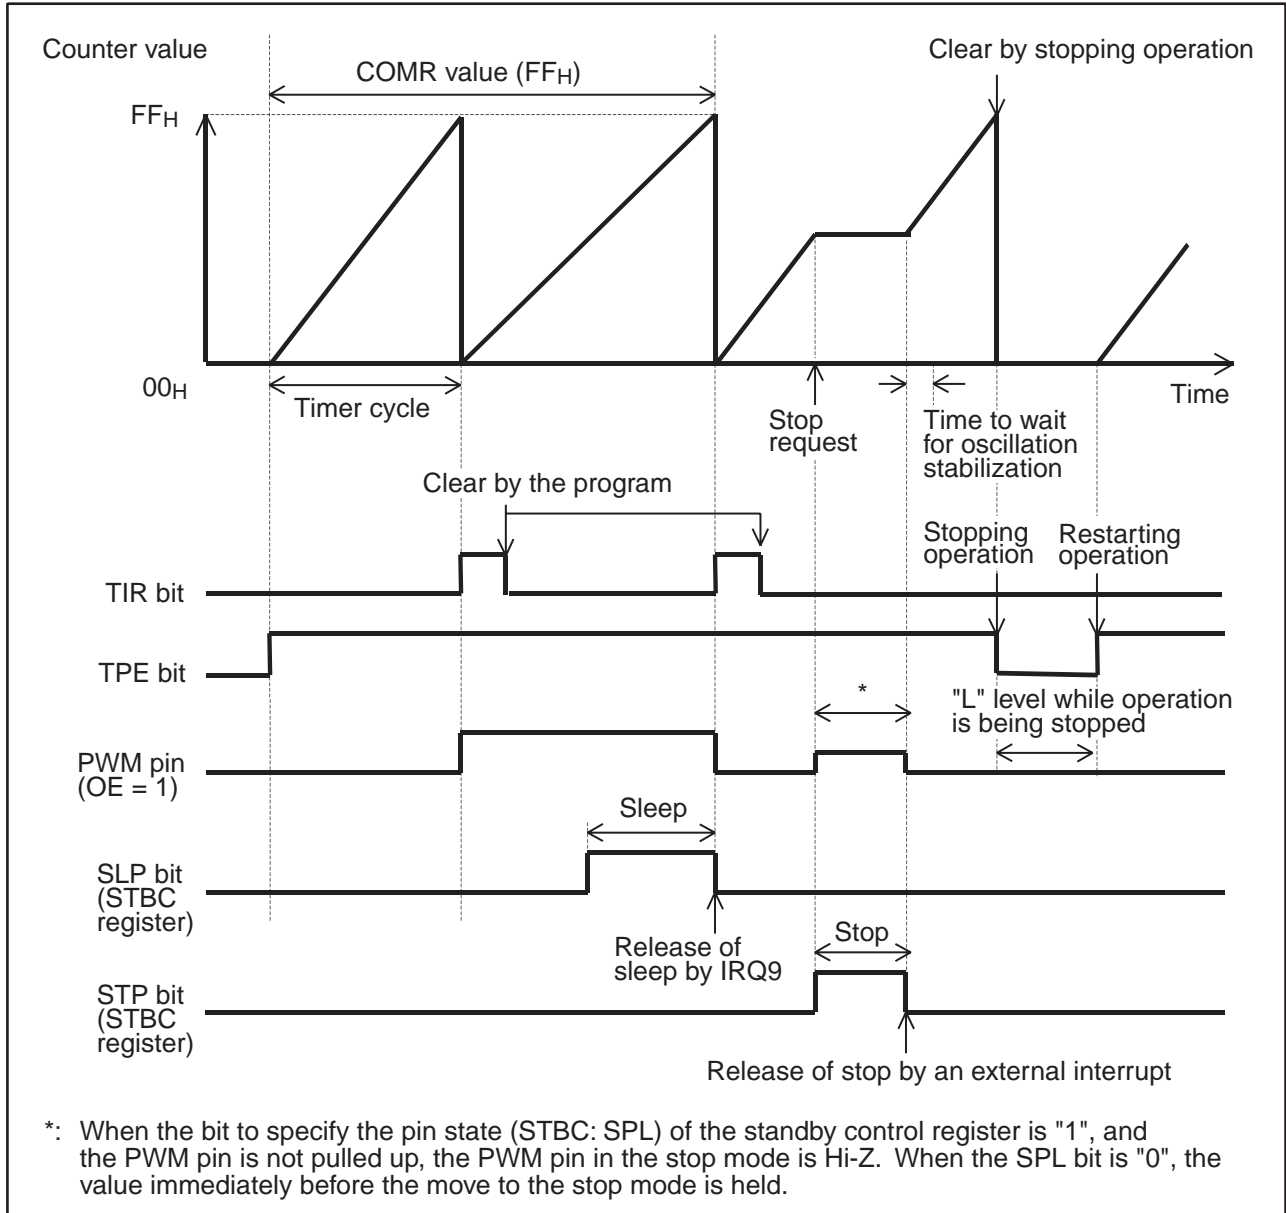 Counter value
Clear by stopping operation
COMR value (FFH)
FFH
00H
Timer cycle
Time
Stop
request
Time to wait
for oscillation
stabilization
Clear by the program
Stopping
operation
Restarting
operation
TIR bit
TPE bit
*
"L" level while operation
is being stopped
PWM pin
(OE = 1)
Sleep
SLP bit
(STBC
register)
Release of
sleep by IRQ9
Stop
STP bit
(STBC
register)
Release of stop by an external interrupt
*: When the bit to specify the pin state (STBC: SPL) of the standby control register is "1", and
the PWM pin is not pulled up, the PWM pin in the stop mode is Hi-Z. When the SPL bit is "0", the
value immediately before the move to the stop mode is held.